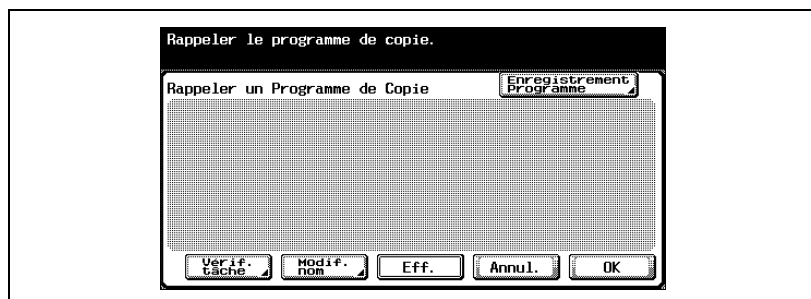 Rappeler le programme de copie.
Rappeler un Programme de Copie
Enregistrement
Programme
Vérif.
tâche
Modif.
nom
Eff.
Annul.
OK